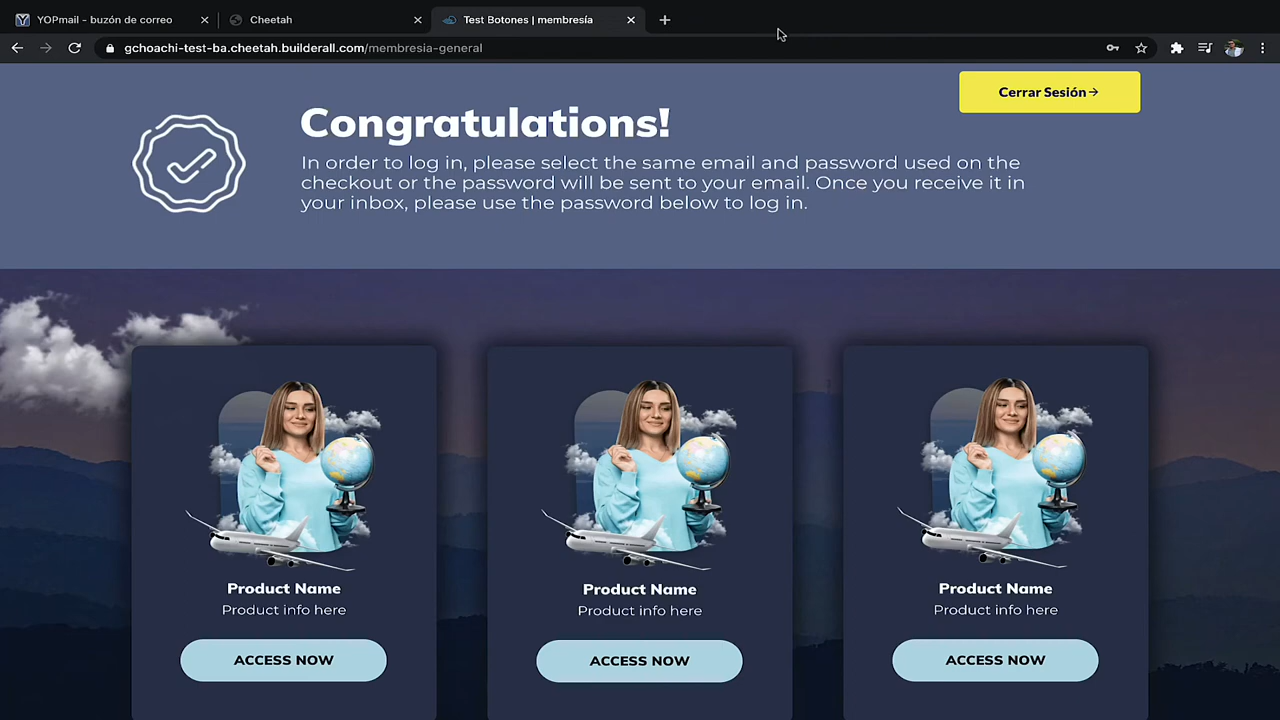 YOPmail - buzón de correo
Cheetah
Test Botones | membresía
gchoachi-test-ba.cheetah.builderall.com/membresia-general
Cerrar Sesión→
Congratulations!
In order to log in, please select the same email and password used on the
checkout or the password will be sent to your email. Once you receive it in
your inbox, please use the password below to log in.
Product Name
Product info here
ACCESS NOW
Product Name
Product info here
ACCESS NOW
Product Name
Product info here
ACCESS NOW